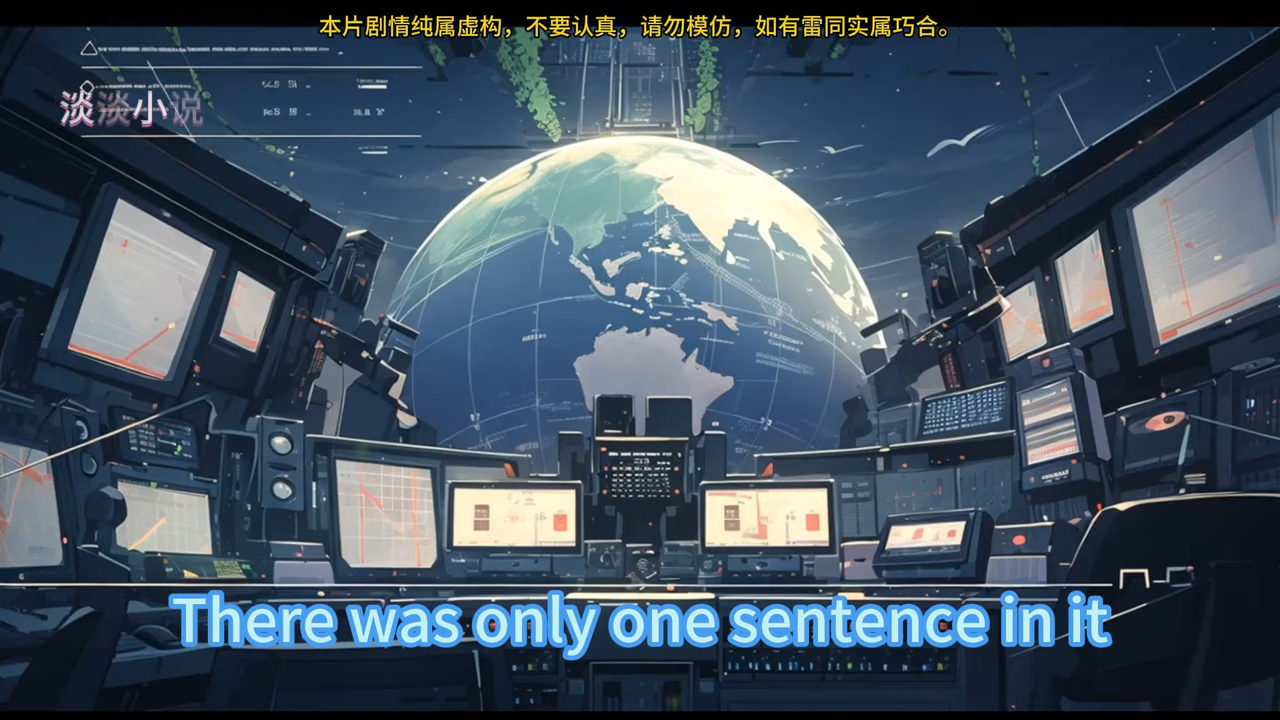 本片剧情纯属虚构，不要认真，请勿模仿，如有雷同实属巧合。
淡淡小说
There was only one sentence in it